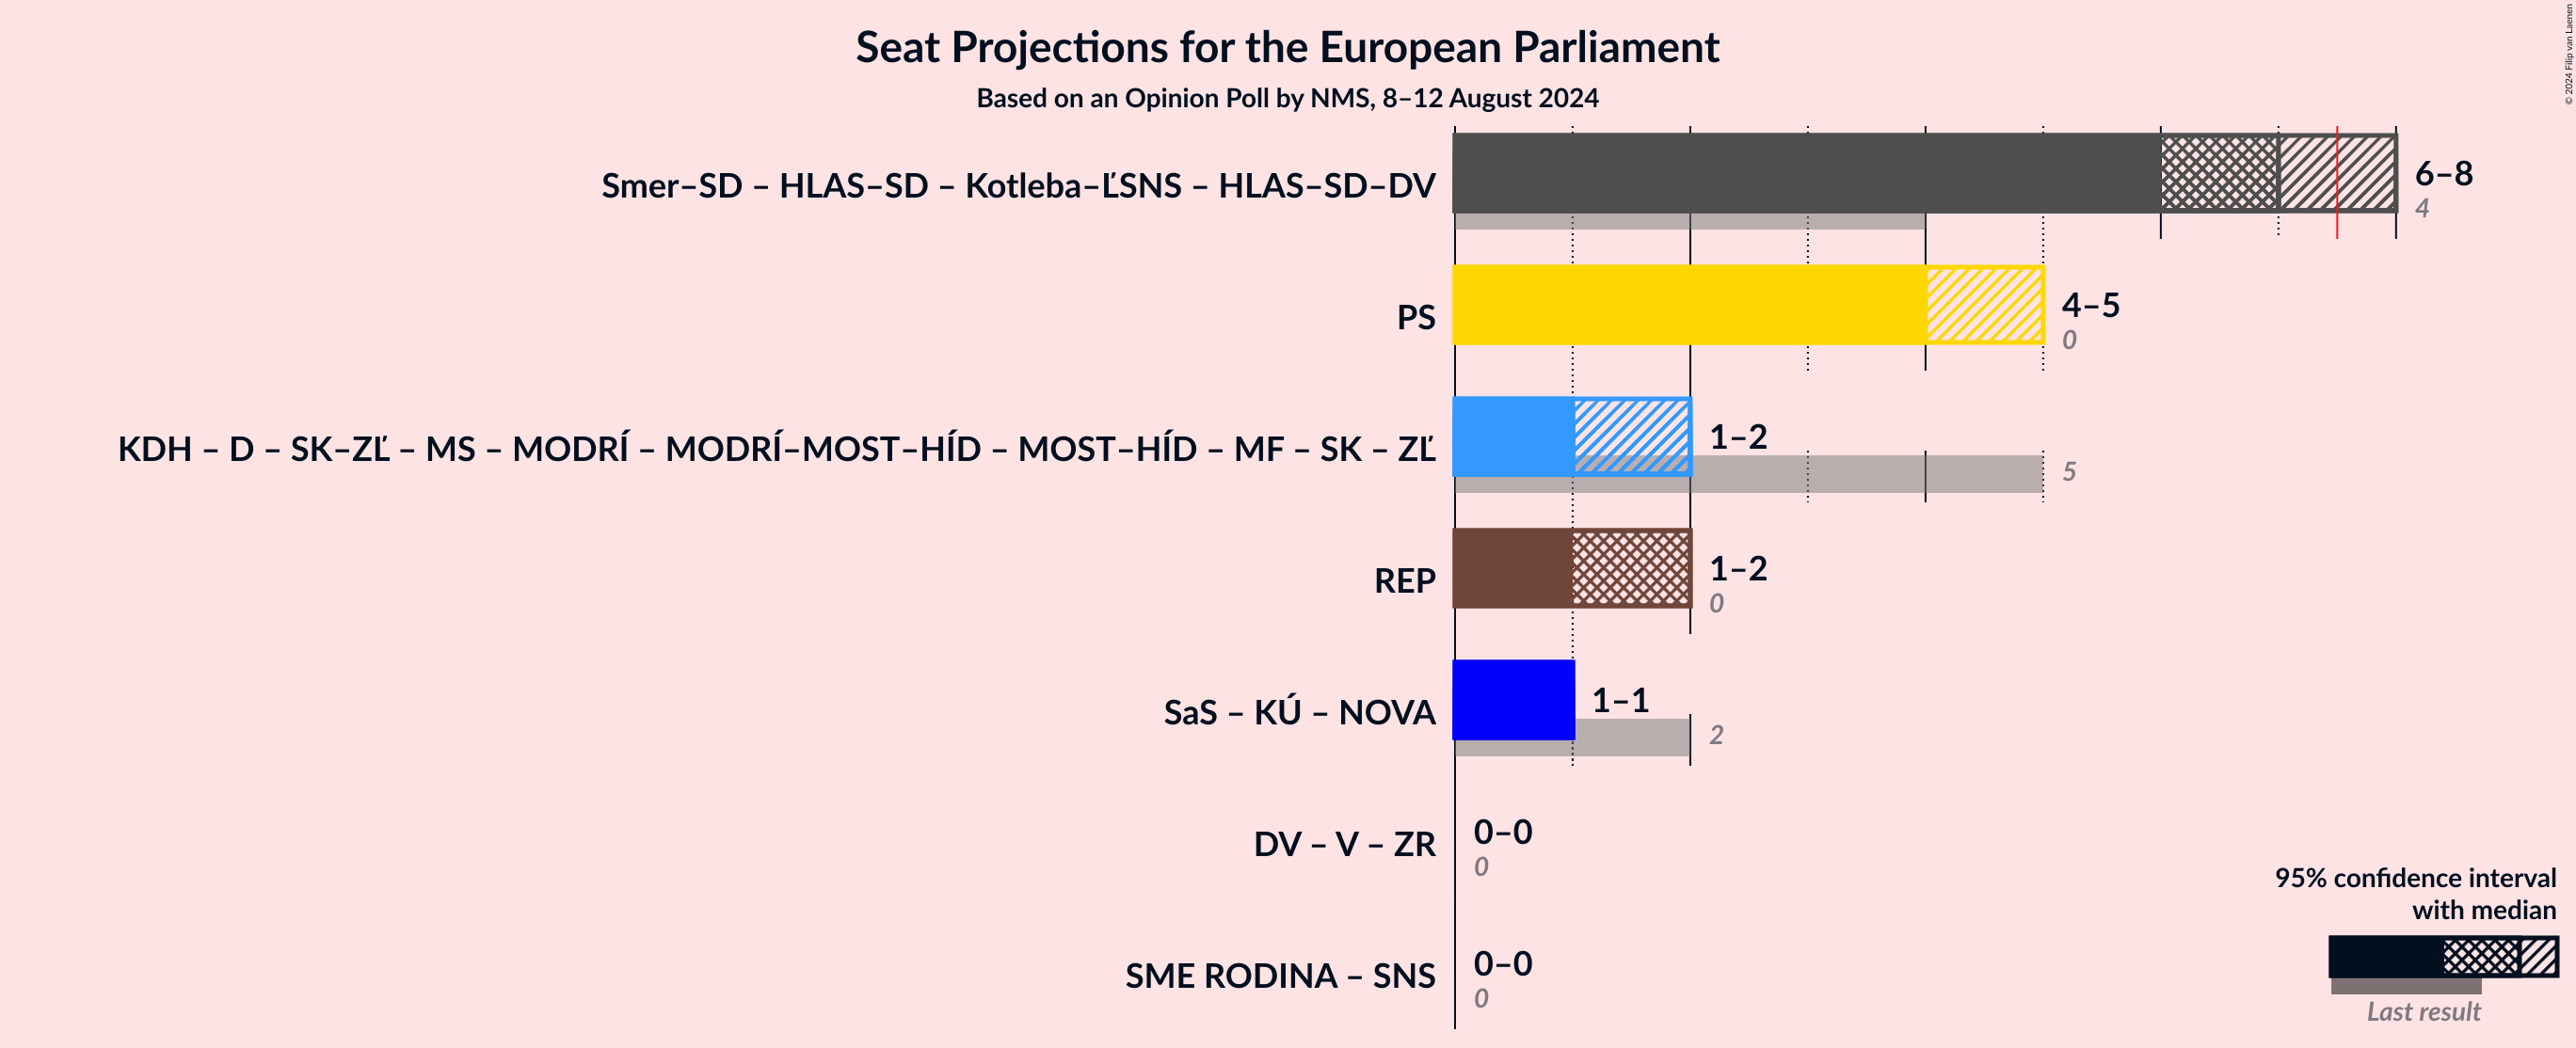 Seat Projections for the European Parliament
Based on an Opinion Poll by NMS, 8–12 August 2024
© 2024 Filip van Laenen
Smer–SD – HLAS–SD – Kotleba–ĽSNS – HLAS–SD–DV
6–8
4
PS
4–5
0
KDH – D – SK–ZĽ – MS – MODRÍ – MODRÍ–MOST–HÍD – MOST–HÍD – MF – SK – ZĽ
1–2
5
REP
1–2
0
SaS – KÚ – NOVA
1–1
2
DV – V – ZR
0–0
0
SME RODINA – SNS
0–0
0
95% confidence interval
with median
Last result